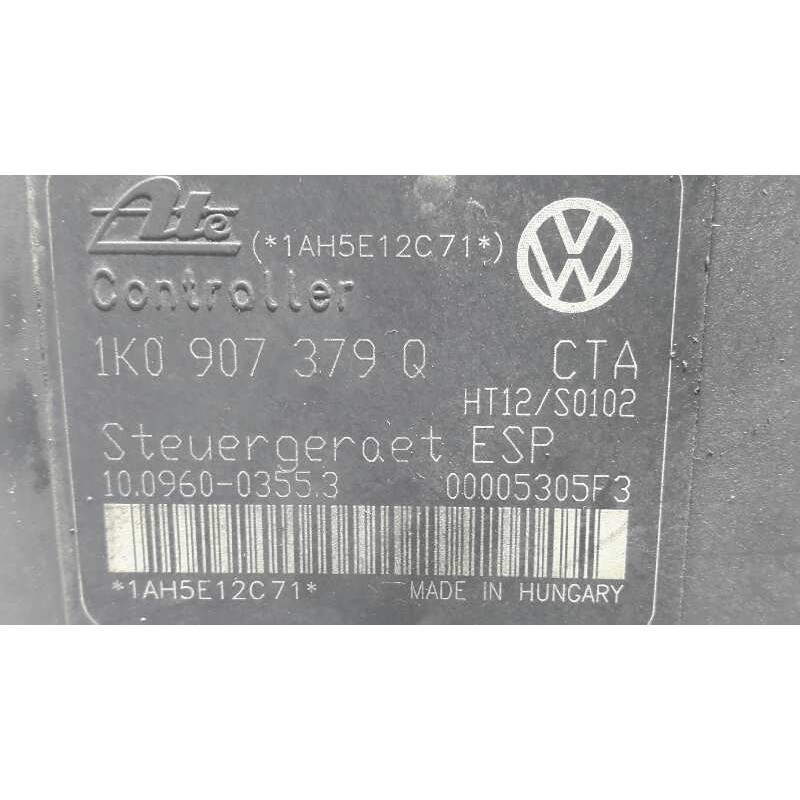 Ate (*1AH5E12C71*)
Controller
1K0 907 379 Q CTA
HT12/S0102
Steuergeraet ESP
10.0960-0355.3 00005305F3
*1AH5E12C71* MADE IN HUNGARY